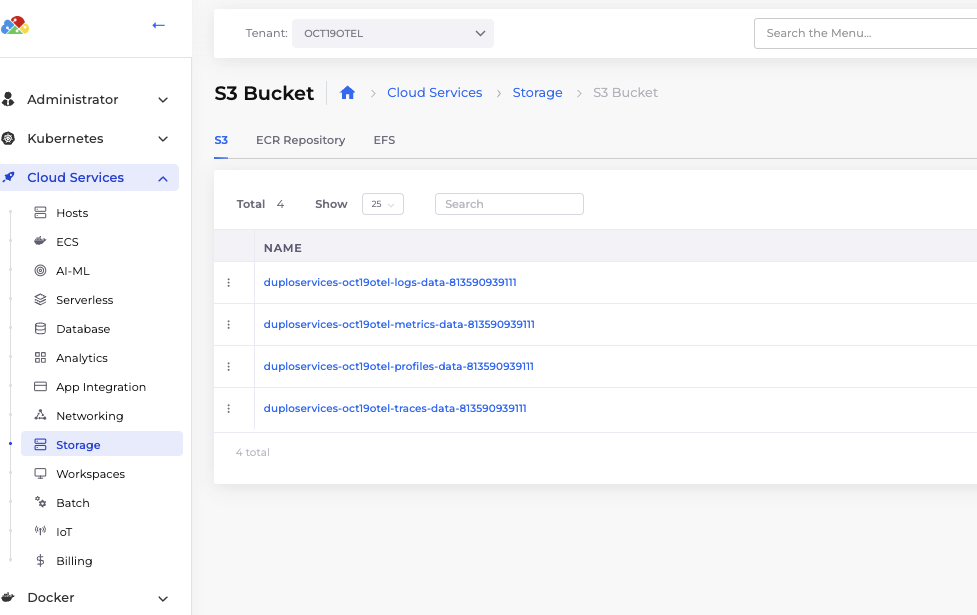 Tenant: OCT19OTEL
Search the Menu...
S3 Bucket
Cloud Services
Storage
S3 Bucket
Administrator
Kubernetes
Cloud Services
Hosts
ECS
AI-ML
Serverless
Database
Analytics
App Integration
Networking
Storage
Workspaces
Batch
IoT
Billing
Docker
S3
ECR Repository
EFS
Total 4
Show 25
Search
NAME
duploservices-oct19otel-logs-data-813590939111
duploservices-oct19otel-metrics-data-813590939111
duploservices-oct19otel-profiles-data-813590939111
duploservices-oct19otel-traces-data-813590939111
4 total